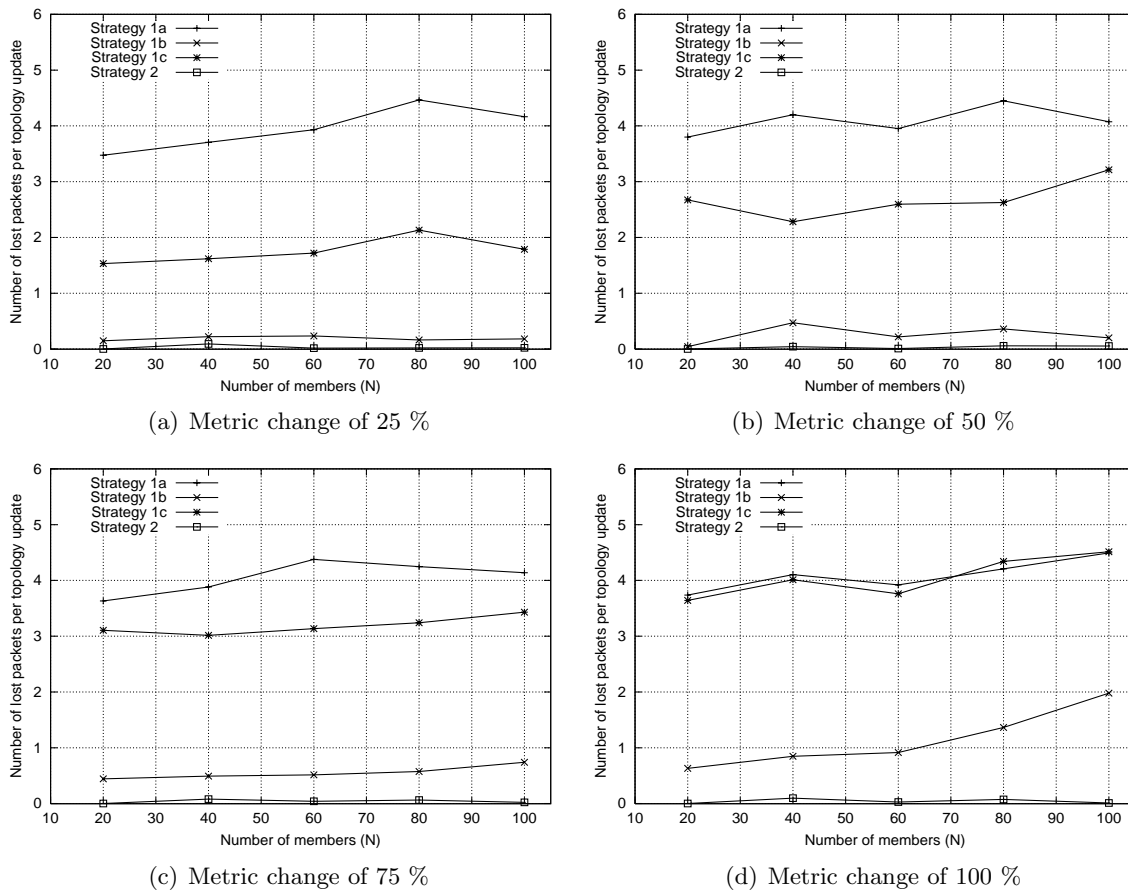 Number of lost packets per topology update
6
5
4
3
2
1
0
Strategy 1a
Strategy 1b
Strategy 1c
Strategy 2
10 20 30 40 50 60 70 80 90 100
Number of members (N)
(a) Metric change of 25 %
Number of lost packets per topology update
6
5
4
3
2
1
0
Strategy 1a
Strategy 1b
Strategy 1c
Strategy 2
10 20 30 40 50 60 70 80 90 100
Number of members (N)
(b) Metric change of 50 %
Number of lost packets per topology update
6
5
4
3
2
1
0
Strategy 1a
Strategy 1b
Strategy 1c
Strategy 2
10 20 30 40 50 60 70 80 90 100
Number of members (N)
(c) Metric change of 75 %
Number of lost packets per topology update
6
5
4
3
2
1
0
Strategy 1a
Strategy 1b
Strategy 1c
Strategy 2
10 20 30 40 50 60 70 80 90 100
Number of members (N)
(d) Metric change of 100 %